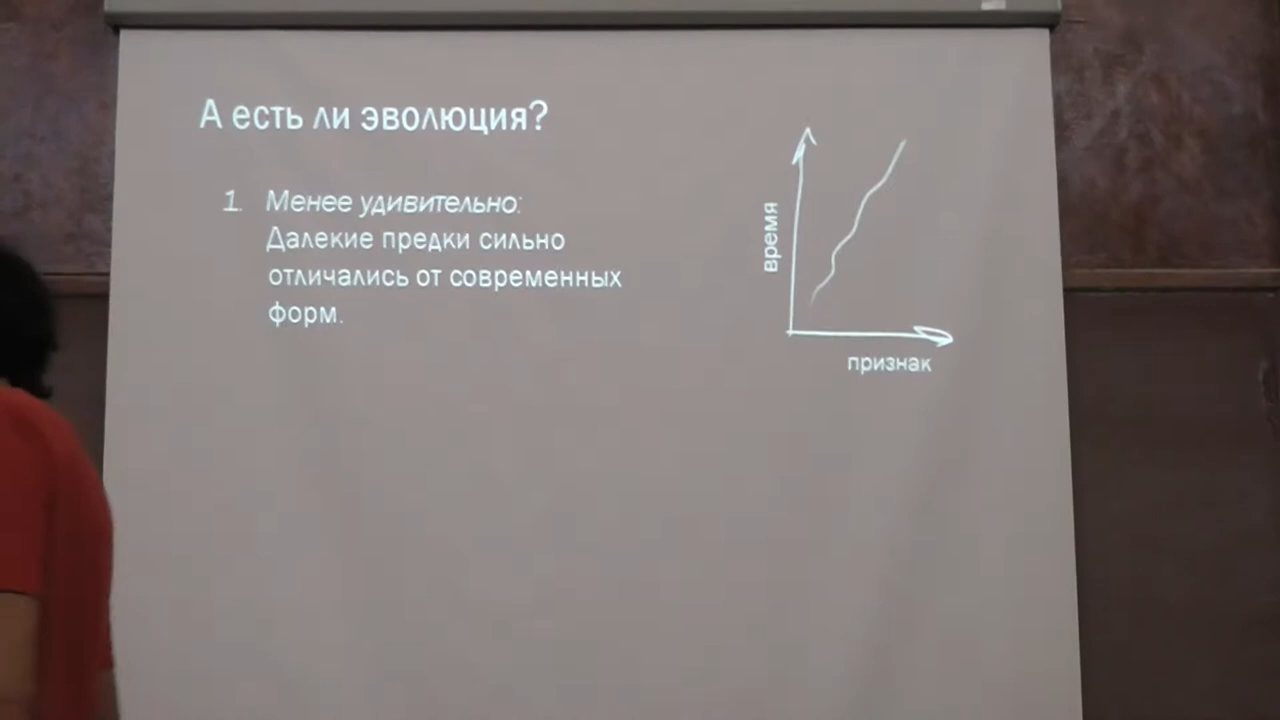 А есть ли эволюция?
1. Менее удивительно:
Далекие предки сильно
отличались от современных
форм.
время
признак